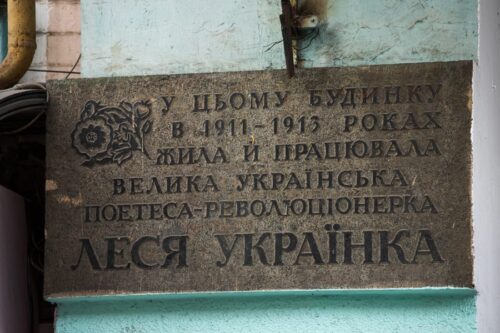 У ЦЬОМУ БУДИНКУ
В 1911-1913 РОКАХ
ЖИЛА Й ПРАЦЮВАЛА
ВЕЛИКА УКРАЇНСЬКА
ПОЕТЕСА-РЕВОЛЮЦІОНЕРКА
ЛЕСЯ УКРАЇНКА